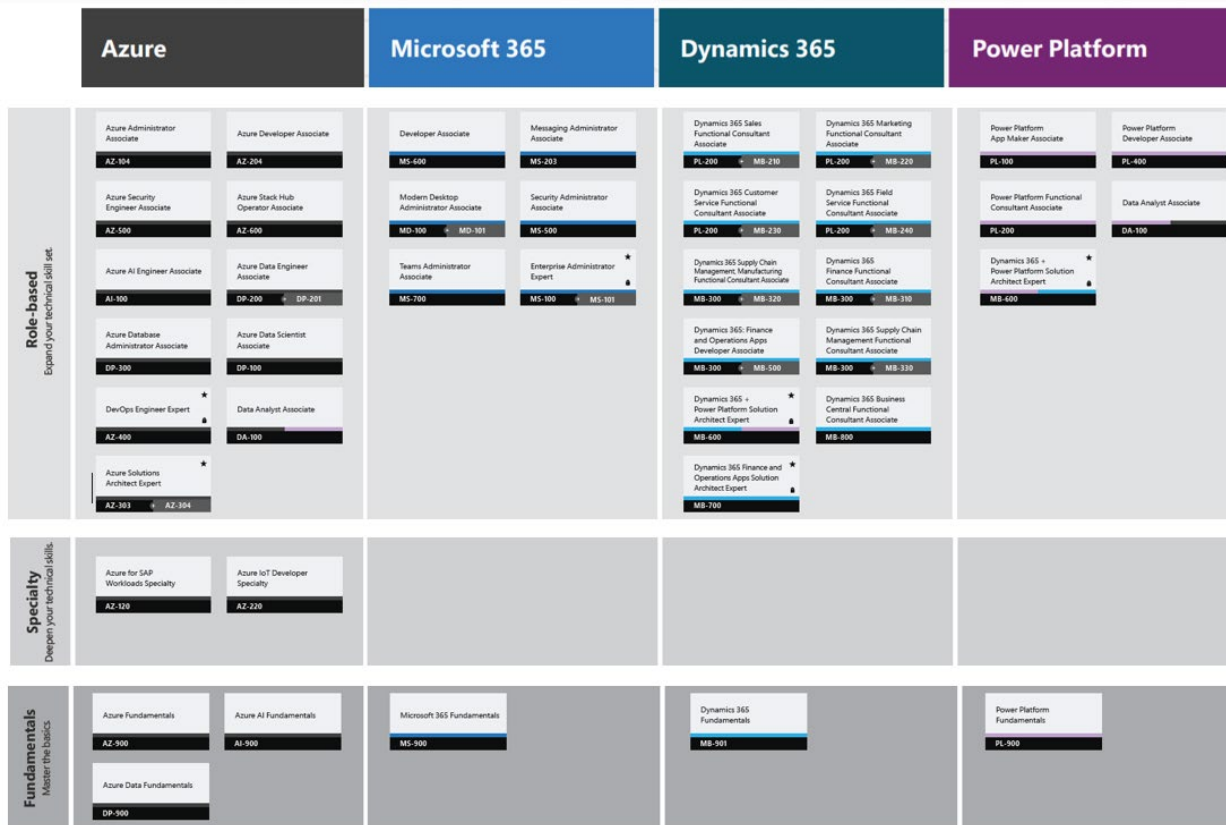 Azure
Microsoft 365
Dynamics 365
Power Platform
Role-based
Expand your technical skill set.
Azure Administrator
Associate
AZ-104
Azure Developer Associate
AZ-204
Azure Security
Engineer Associate
AZ-500
Azure Stack Hub
Operator Associate
AZ-600
Azure AI Engineer Associate
AI-100
Azure Data Engineer
Associate
DP-200 + DP-201
Azure Database
Administrator Associate
DP-300
Azure Data Scientist
Associate
DP-100
DevOps Engineer Expert
AZ-400
Data Analyst Associate
DA-100
Azure Solutions
Architect Expert
AZ-303 + AZ-304
Developer Associate
MS-600
Messaging Administrator
Associate
MS-203
Modern Desktop
Administrator Associate
MD-100 + MD-101
Security Administrator
Associate
MS-500
Teams Administrator
Associate
MS-700
Enterprise Administrator
Expert
MS-100 + MS-101
Dynamics 365 Sales
Functional Consultant
Associate
PL-200 + MB-210
Dynamics 365 Marketing
Functional Consultant
Associate
PL-200 + MB-220
Dynamics 365 Customer
Service Functional
Consultant Associate
PL-200 + MB-230
Dynamics 365 Field
Service Functional
Consultant Associate
PL-200 + MB-240
Dynamics 365 Supply Chain
Management, Manufacturing
Functional Consultant Associate
MB-300 + MB-320
Dynamics 365
Finance Functional
Consultant Associate
MB-300 + MB-310
Dynamics 365: Finance
and Operations Apps
Developer Associate
MB-300 + MB-500
Dynamics 365 Supply Chain
Management Functional
Consultant Associate
MB-300 + MB-330
Dynamics 365 +
Power Platform Solution
Architect Expert
MB-600
Dynamics 365 Business
Central Functional
Consultant Associate
MB-800
Dynamics 365 Finance and
Operations Apps Solution
Architect Expert
MB-700
Power Platform
App Maker Associate
PL-100
Power Platform
Developer Associate
PL-400
Power Platform Functional
Consultant Associate
PL-200
Data Analyst Associate
DA-100
Dynamics 365 +
Power Platform Solution
Architect Expert
MB-600
Specialty
Deepen your technical skills.
Azure for SAP
Workloads Specialty
AZ-120
Azure IoT Developer
Specialty
AZ-220
Fundamentals
Master the basics
Azure Fundamentals
AZ-900
Azure AI Fundamentals
AI-900
Azure Data Fundamentals
DP-900
Microsoft 365 Fundamentals
MS-900
Dynamics 365
Fundamentals
MB-901
Power Platform
Fundamentals
PL-900